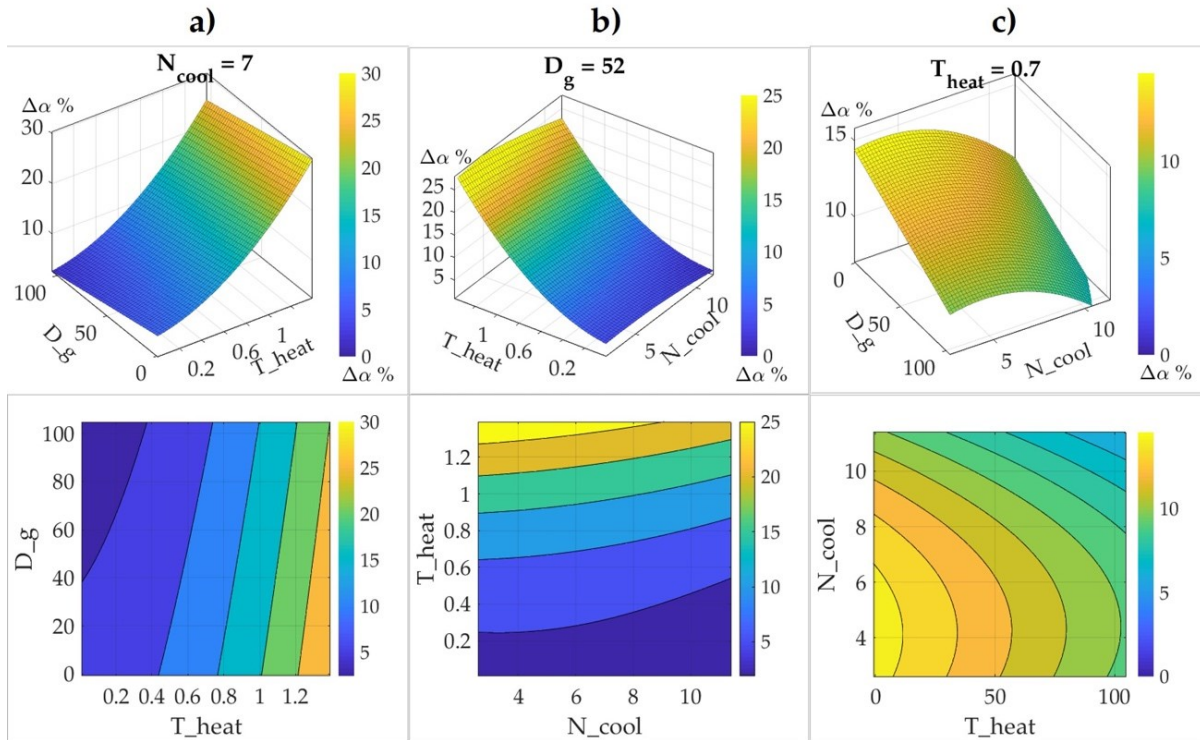 a)
b)
c)
N_cool = 7
Δα %
30
20
10
100
50
0
D_g
0.2
0.6
1
T_heat
30
25
20
15
10
5
0
Δα %
D_g = 52
Δα %
25
20
15
10
5
1
0.6
0.2
T_heat
5
10
N_cool
25
20
15
10
5
0
Δα %
T_heat = 0.7
Δα %
15
10
0
50
100
D_g
5
10
N_cool
10
5
0
Δα %
100
80
60
40
20
0
D_g
0.2 0.4 0.6 0.8 1 1.2
T_heat
30
25
20
15
10
5
1.2
1
0.8
0.6
0.4
0.2
T_heat
4 6 8 10
N_cool
25
20
15
10
5
10
8
6
4
N_cool
0 50 100
T_heat
10
5
0